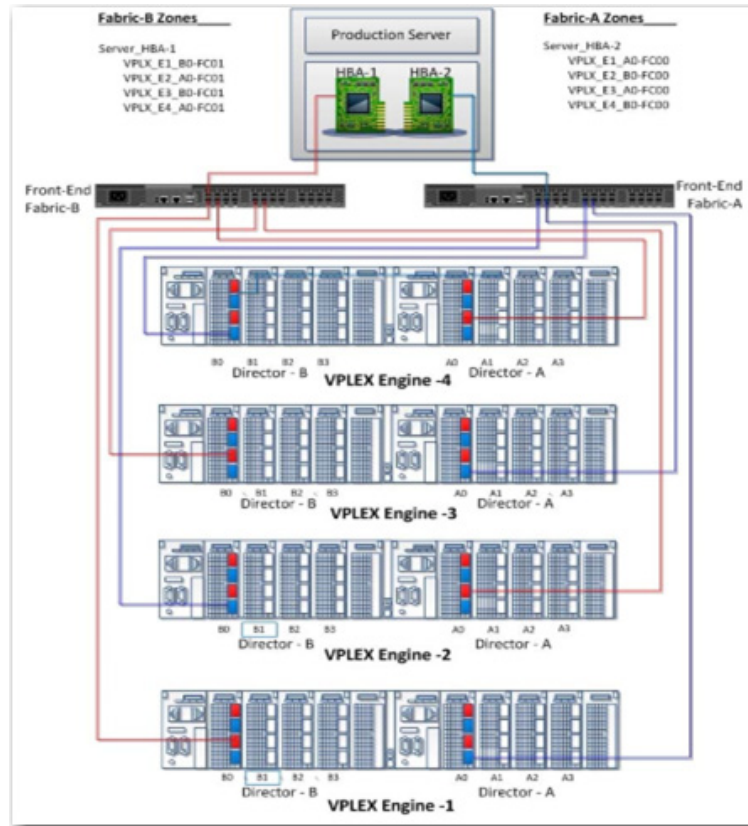 Fabric-B Zones
Server_HBA-1
VPLX_E1_B0-FC01
VPLX_E2_A0-FC01
VPLX_E3_B0-FC01
VPLX_E4_A0-FC01
Production Server
HBA-1 HBA-2
Fabric-A Zones
Server_HBA-2
VPLX_E1_A0-FC00
VPLX_E2_B0-FC00
VPLX_E3_A0-FC00
VPLX_E4_B0-FC00
Front-End
Fabric-B
Front-End
Fabric-A
B0 B1 B2 B3 A0 A1 A2 A3
Director - B Director - A
VPLEX Engine -4
B0 B1 B2 B3 A0 A1 A2 A3
Director - B Director - A
VPLEX Engine -3
B0 B1 B2 B3 A0 A1 A2 A3
Director - B Director - A
VPLEX Engine -2
B0 B1 B2 B3 A0 A1 A2 A3
Director - B Director - A
VPLEX Engine -1